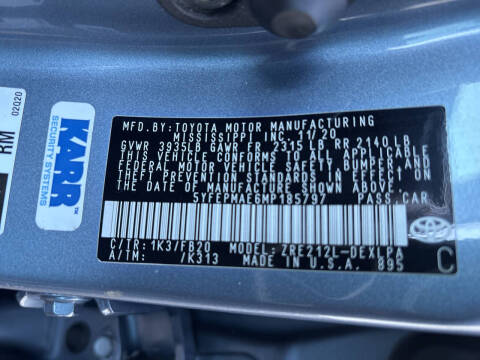 MFD.BY: TOYOTA MOTOR MANUFACTURING
MISSISSIPPI INC. 11/20
GVWR 3935LB GAWR FR 2315LB RR 2140LB
THIS VEHICLE CONFORMS TO ALL APPLICABLE
FEDERAL MOTOR VEHICLE SAFETY, BUMPER AND
THEFT PREVENTION STANDARDS IN EFFECT ON
THE DATE OF MANUFACTURE SHOWN ABOVE.
5YFEPMAE6MP185797 PASS.CAR
C/TR: 1K3/FB20 MODEL: ZRE212L-DEXLPA
A/TM: /K313 MADE IN U.S.A. 895
C
KARR
SECURITY SYSTEMS
RM
02020